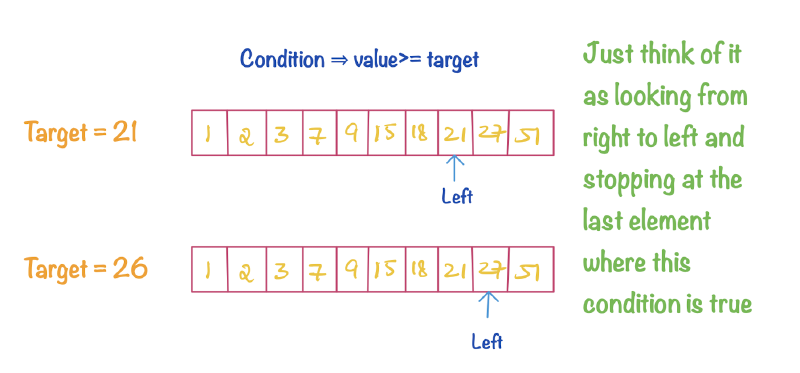 Condition ⇒ value>= target
Target = 21
1 2 3 7 9 15 18 21 27 51
Left
Target = 26
1 2 3 7 9 15 18 21 27 51
Left
Just think of it
as looking from
right to left and
stopping at the
last element
where this
condition is true